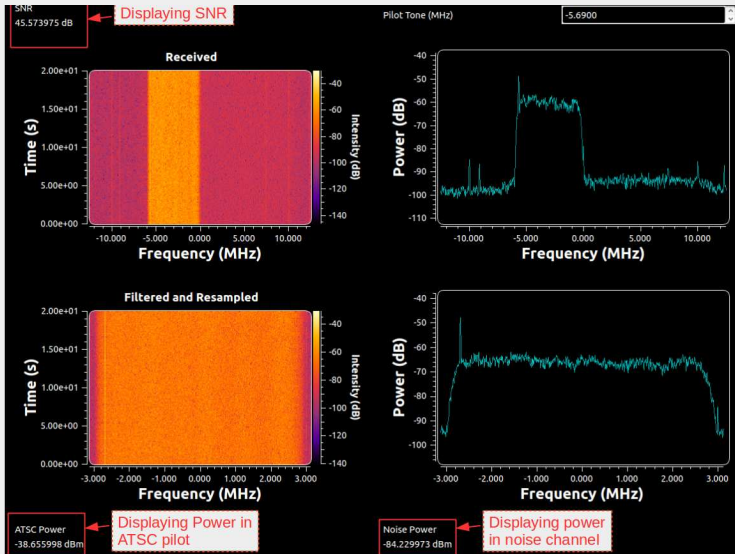 SNR
45.573975 dB
Displaying SNR
Pilot Tone (MHz)
-5.6900
Received
2.00e+01
1.50e+01
1.00e+01
5.00e+00
0.00e+00
Time (s)
-10.000 -5.000 0.000 5.000 10.000
Frequency (MHz)
-40
-60
-80
-100
-120
-140
Intensity (dB)
-40
-50
-60
-70
-80
-90
-100
-110
Power (dB)
-10.000 -5.000 0.000 5.000 10.000
Frequency (MHz)
Filtered and Resampled
2.00e+01
1.50e+01
1.00e+01
5.00e+00
0.00e+00
Time (s)
-3.000 -2.000 -1.000 0.000 1.000 2.000 3.000
Frequency (MHz)
-40
-60
-80
-100
-120
-140
Intensity (dB)
-40
-50
-60
-70
-80
-90
-100
Power (dB)
-3.000 -2.000 -1.000 0.000 1.000 2.000 3.000
Frequency (MHz)
ATSC Power
-38.655998 dBm
Displaying Power in
ATSC pilot
Noise Power
-84.229973 dBm
Displaying power
in noise channel